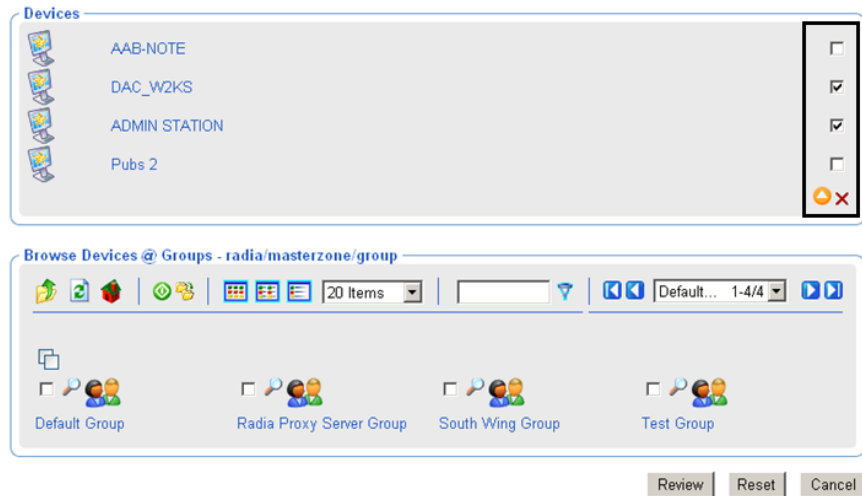 Devices
AAB-NOTE
DAC_W2KS
ADMIN STATION
Pubs 2
Browse Devices @ Groups - radia/masterzone/group
20 Items Default... 1-4/4
Default Group Radia Proxy Server Group South Wing Group Test Group
Review Reset Cancel